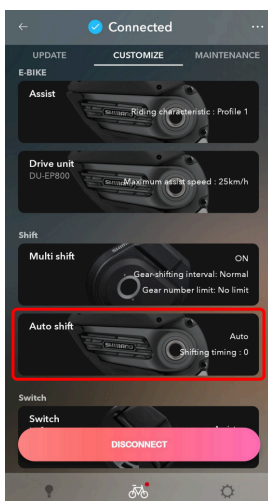 Connected
UPDATE CUSTOMIZE MAINTENANCE
E-BIKE
Assist
Riding characteristic : Profile 1
Drive unit
DU-EP800
SHIMANO
Maximum assist speed : 25km/h
Shift
Multi shift
ON
Gear-shifting interval: Normal
Gear number limit: No limit
Auto shift
Auto
SHIMANO
Shifting timing : 0
Switch
Switch
DISCONNECT